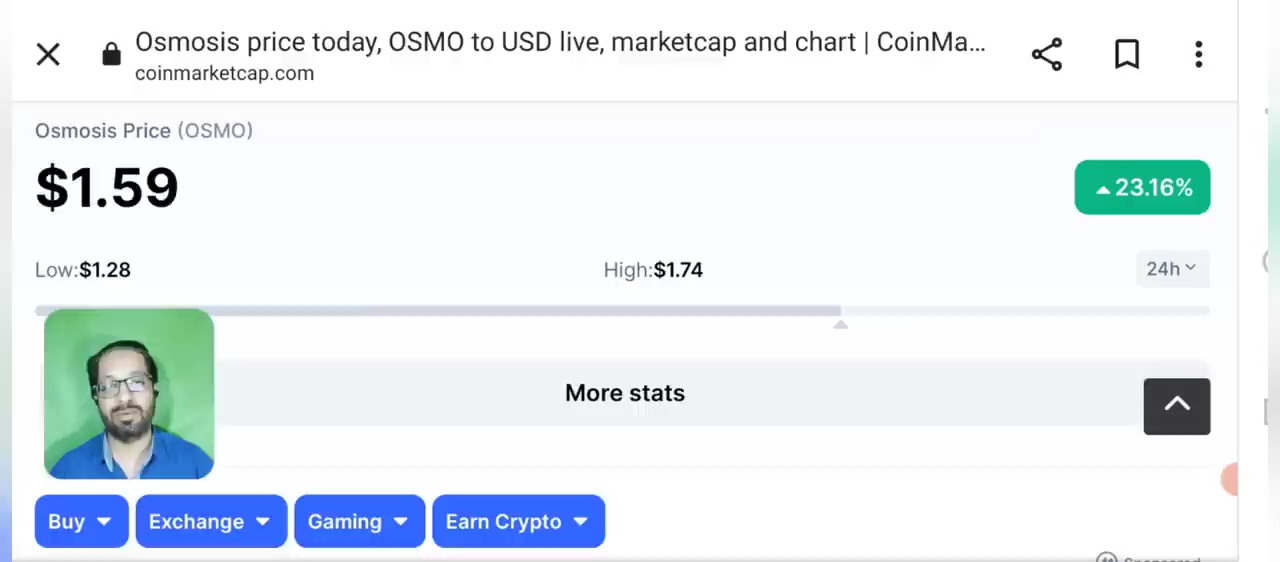 Osmosis price today, OSMO to USD live, marketcap and chart | CoinMa...
coinmarketcap.com
Osmosis Price (OSMO)
$1.59
23.16%
Low:$1.28
High:$1.74
24h
More stats
Buy
Exchange
Gaming
Earn Crypto
Sponsored